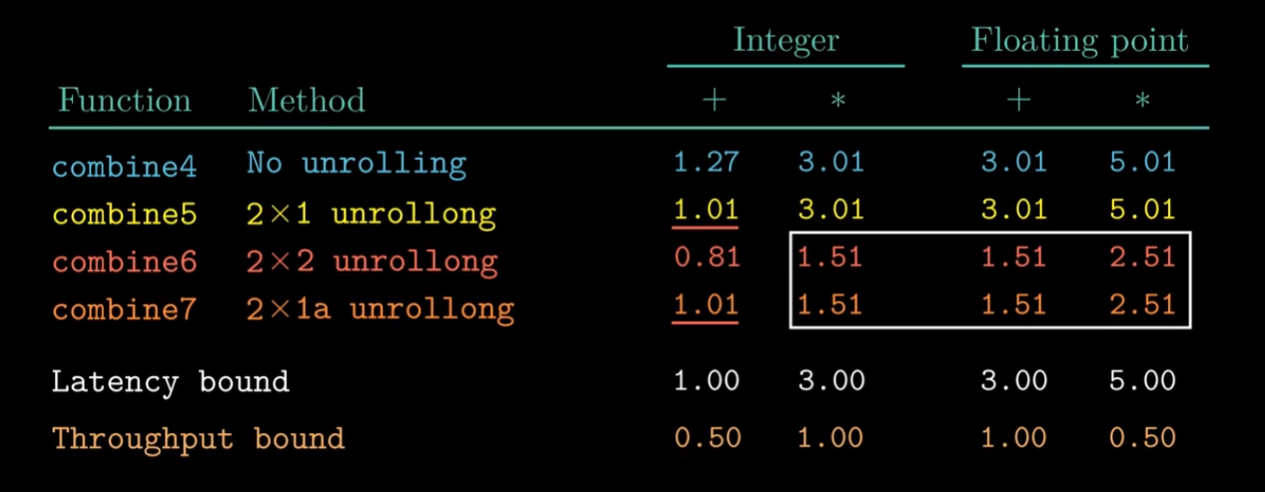 Integer Floating point
Function Method + * + *
combine4 No unrolling 1.27 3.01 3.01 5.01
combine5 2×1 unrollong 1.01 3.01 3.01 5.01
combine6 2×2 unrollong 0.81 1.51 1.51 2.51
combine7 2×1a unrollong 1.01 1.51 1.51 2.51
Latency bound 1.00 3.00 3.00 5.00
Throughput bound 0.50 1.00 1.00 0.50